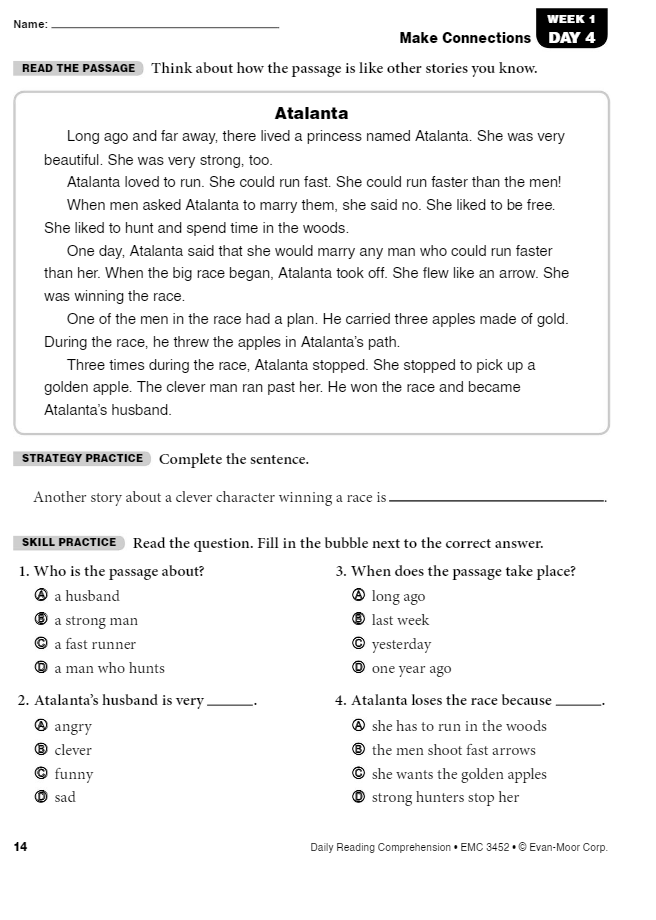 Name: ______________________________
WEEK 1
Make Connections DAY 4
READ THE PASSAGE Think about how the passage is like other stories you know.
Atalanta
Long ago and far away, there lived a princess named Atalanta. She was very
beautiful. She was very strong, too.
Atalanta loved to run. She could run fast. She could run faster than the men!
When men asked Atalanta to marry them, she said no. She liked to be free.
She liked to hunt and spend time in the woods.
One day, Atalanta said that she would marry any man who could run faster
than her. When the big race began, Atalanta took off. She flew like an arrow. She
was winning the race.
One of the men in the race had a plan. He carried three apples made of gold.
During the race, he threw the apples in Atalanta's path.
Three times during the race, Atalanta stopped. She stopped to pick up a
golden apple. The clever man ran past her. He won the race and became
Atalanta's husband.
STRATEGY PRACTICE Complete the sentence.
Another story about a clever character winning a race is ______________________________.
SKILL PRACTICE Read the question. Fill in the bubble next to the correct answer.
1. Who is the passage about?
Ⓐ a husband
Ⓑ a strong man
Ⓒ a fast runner
Ⓓ a man who hunts
2. Atalanta's husband is very ______.
Ⓐ angry
Ⓑ clever
Ⓒ funny
Ⓓ sad
3. When does the passage take place?
Ⓐ long ago
Ⓑ last week
Ⓒ yesterday
Ⓓ one year ago
4. Atalanta loses the race because ______.
Ⓐ she has to run in the woods
Ⓑ the men shoot fast arrows
Ⓒ she wants the golden apples
Ⓓ strong hunters stop her
14
Daily Reading Comprehension • EMC 3452 • © Evan-Moor Corp.